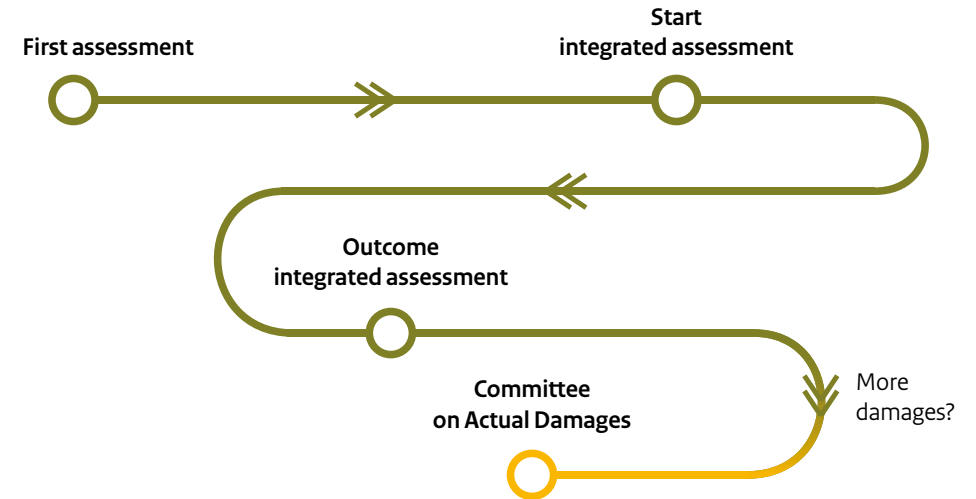 First assessment
Start
integrated assessment
Outcome
integrated assessment
More
damages?
Committee
on Actual Damages